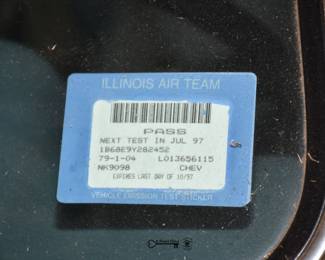 ILLINOIS AIR TEAM
PASS
NEXT TEST IN JUL 97
1B68E9Y282452
79-1-04 L013656115
NK9098 CHEV
EXPIRES LAST DAY OF 10/97
VEHICLE EMISSION TEST STICKER